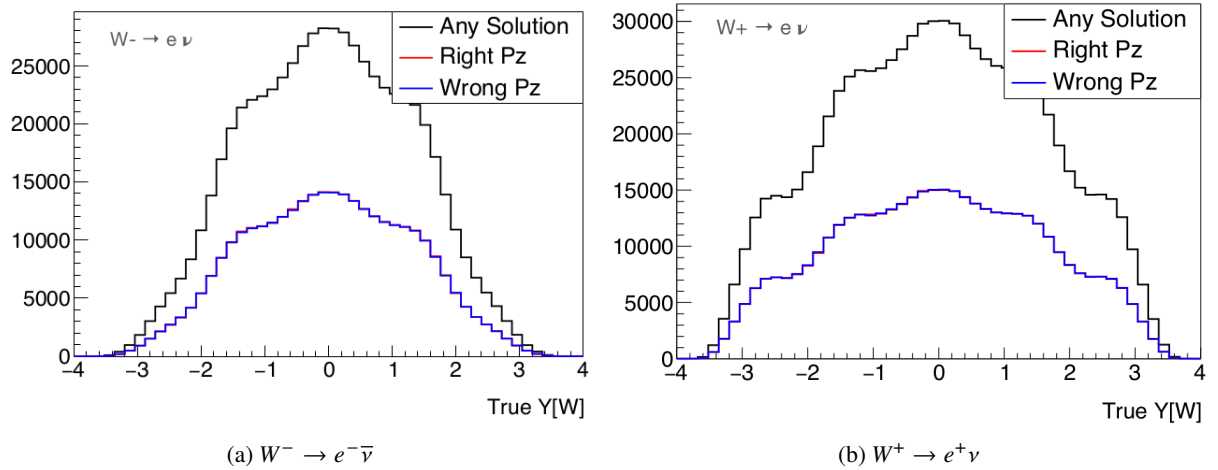 W- → e ν
Any Solution
Right Pz
Wrong Pz
25000
20000
15000
10000
5000
0
−4 −3 −2 −1 0 1 2 3 4
True Y[W]
(a) W⁻ → e⁻ν̅
W+ → e ν
Any Solution
Right Pz
Wrong Pz
30000
25000
20000
15000
10000
5000
0
−4 −3 −2 −1 0 1 2 3 4
True Y[W]
(b) W⁺ → e⁺ν